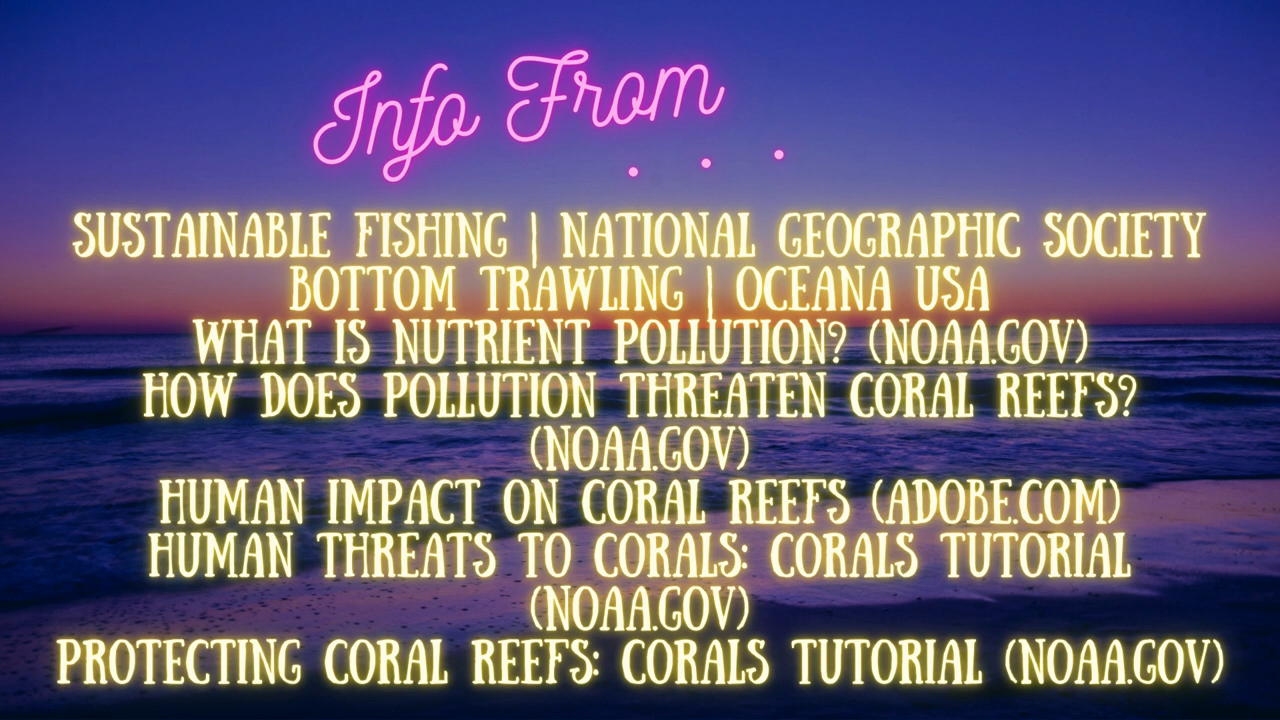 Info From
. . .
SUSTAINABLE FISHING | NATIONAL GEOGRAPHIC SOCIETY
BOTTOM TRAWLING | OCEANA USA
WHAT IS NUTRIENT POLLUTION? (NOAA.GOV)
HOW DOES POLLUTION THREATEN CORAL REEFS?
(NOAA.GOV)
HUMAN IMPACT ON CORAL REEFS (ADOBE.COM)
HUMAN THREATS TO CORALS: CORALS TUTORIAL
(NOAA.GOV)
PROTECTING CORAL REEFS: CORALS TUTORIAL (NOAA.GOV)